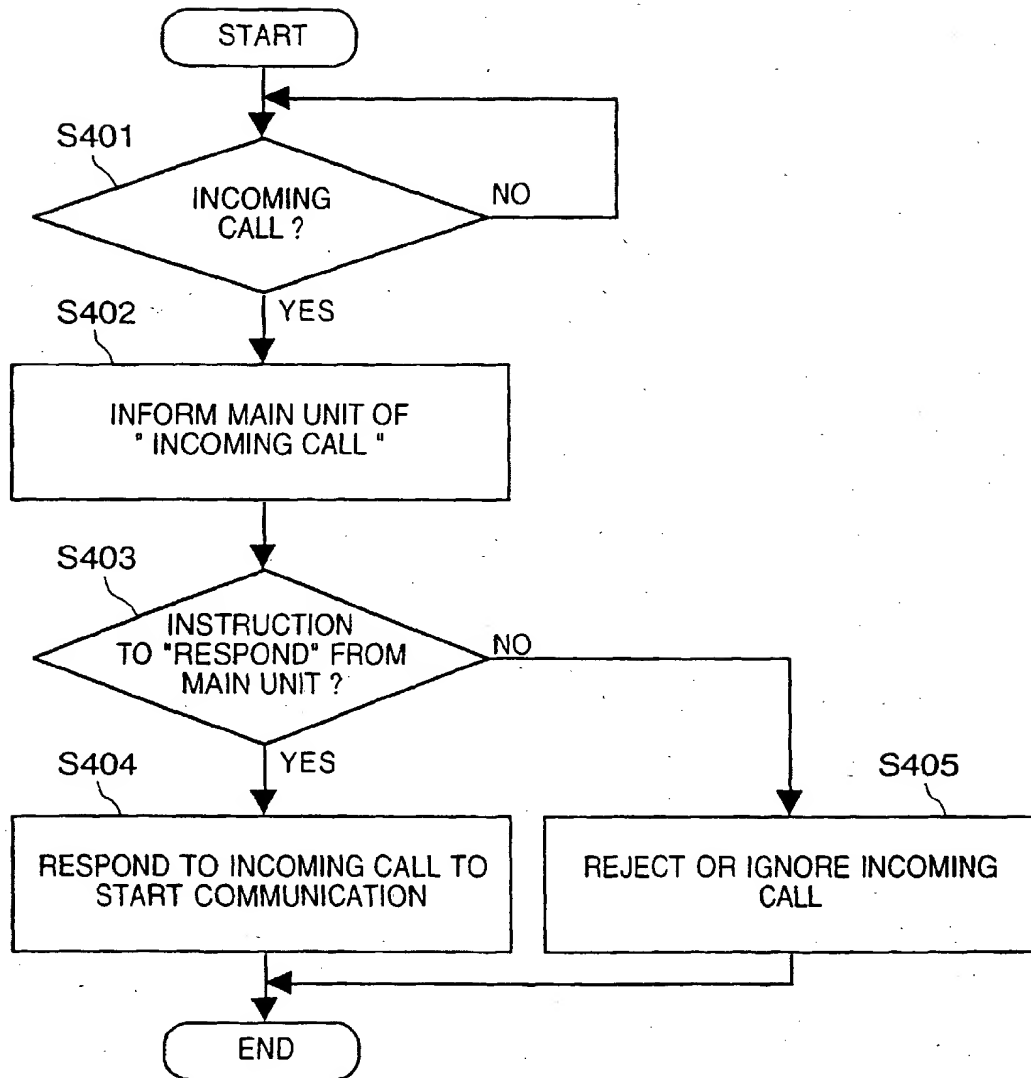 START
S401
INCOMING
CALL ?
NO
YES
S402
INFORM MAIN UNIT OF
" INCOMING CALL "
S403
INSTRUCTION
TO "RESPOND" FROM
MAIN UNIT ?
NO
YES
S404
RESPOND TO INCOMING CALL TO
START COMMUNICATION
S405
REJECT OR IGNORE INCOMING
CALL
END